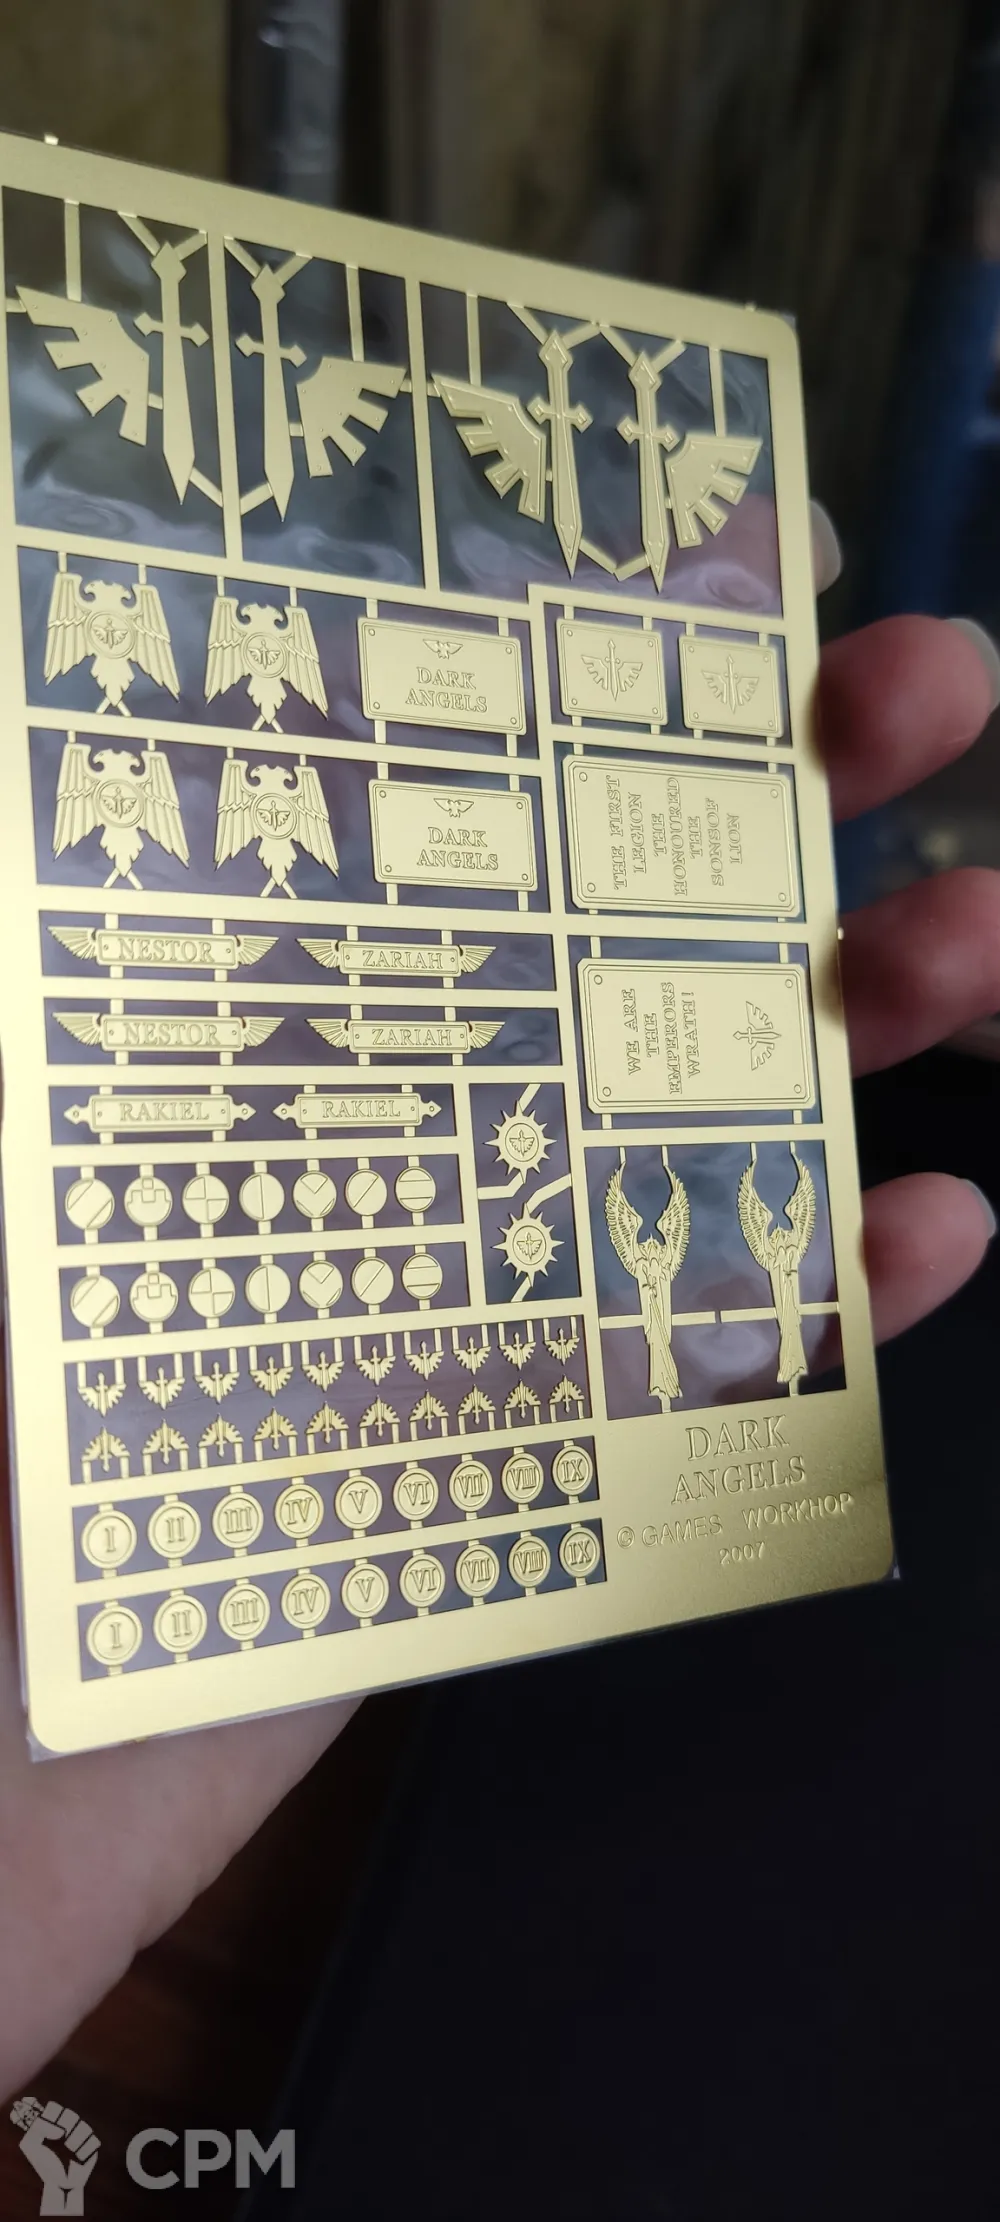 DARK
ANGELS
DARK
ANGELS
THE FIRST
LEGION
THE
HONOURED
THE
SONSOF
LION
NESTOR
ZARIAH
NESTOR
ZARIAH
WE ARE
THE
EMPERORS
WRATH!
RAKIEL
RAKIEL
I II III IV V VI VII VIII IX
I II III IV V VI VII VIII IX
DARK
ANGELS
© GAMES WORKHOP
2007
CPM